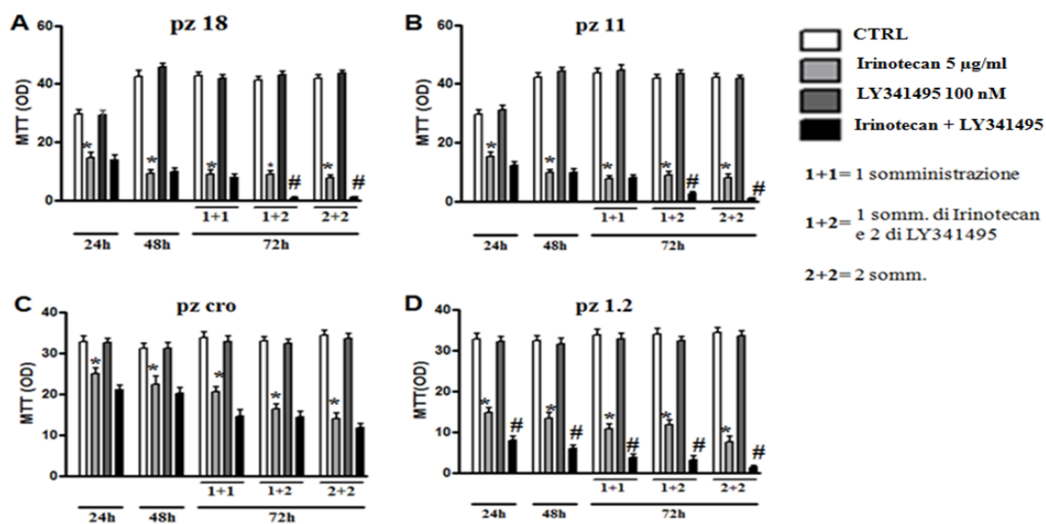 A
pz 18
MTT (OD)
60
40
20
0
*
*
*
*
#
*
#
1+1
1+2
2+2
24h
48h
72h
B
pz 11
MTT (OD)
60
40
20
0
*
*
*
*
#
*
#
1+1
1+2
2+2
24h
48h
72h
CTRL
Irinotecan 5 µg/ml
LY341495 100 nM
Irinotecan + LY341495
1+1= 1 somministrazione
1+2= 1 somm. di Irinotecan
e 2 di LY341495
2+2= 2 somm.
C
pz cro
MTT (OD)
40
30
20
10
0
*
*
*
*
*
1+1
1+2
2+2
24h
48h
72h
D
pz 1.2
MTT(OD)
40
30
20
10
0
*
#
*
#
*
#
*
#
*
#
1+1
1+2
2+2
24h
48h
72h